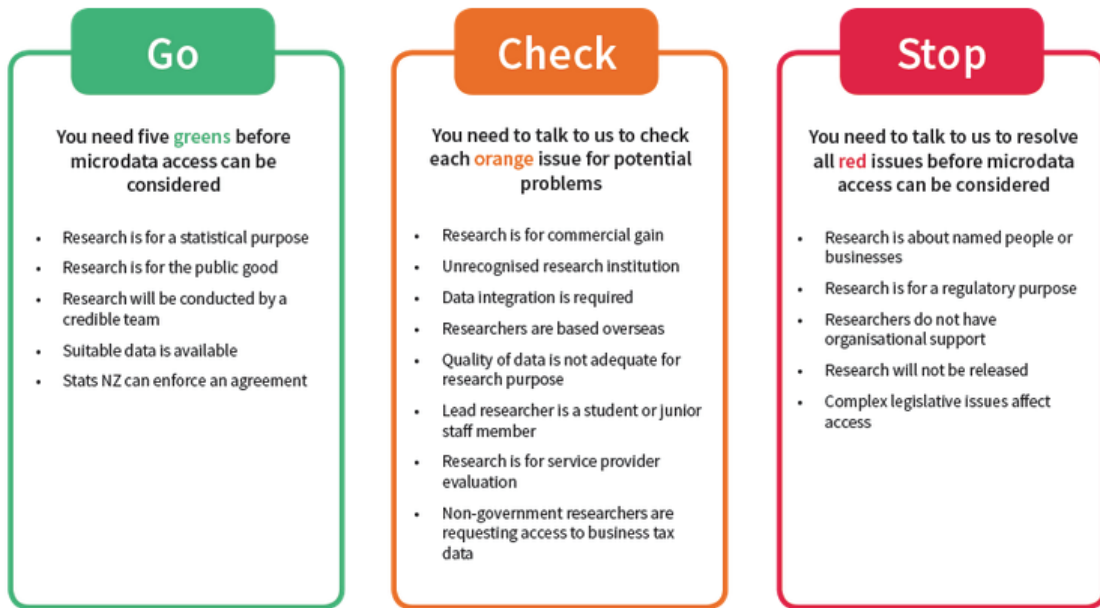 Go
You need five greens before
microdata access can be
considered
• Research is for a statistical purpose
• Research is for the public good
• Research will be conducted by a
credible team
• Suitable data is available
• Stats NZ can enforce an agreement
Check
You need to talk to us to check
each orange issue for potential
problems
• Research is for commercial gain
• Unrecognised research institution
• Data integration is required
• Researchers are based overseas
• Quality of data is not adequate for
research purpose
• Lead researcher is a student or junior
staff member
• Research is for service provider
evaluation
• Non-government researchers are
requesting access to business tax
data
Stop
You need to talk to us to resolve
all red issues before microdata
access can be considered
• Research is about named people or
businesses
• Research is for a regulatory purpose
• Researchers do not have
organisational support
• Research will not be released
• Complex legislative issues affect
access